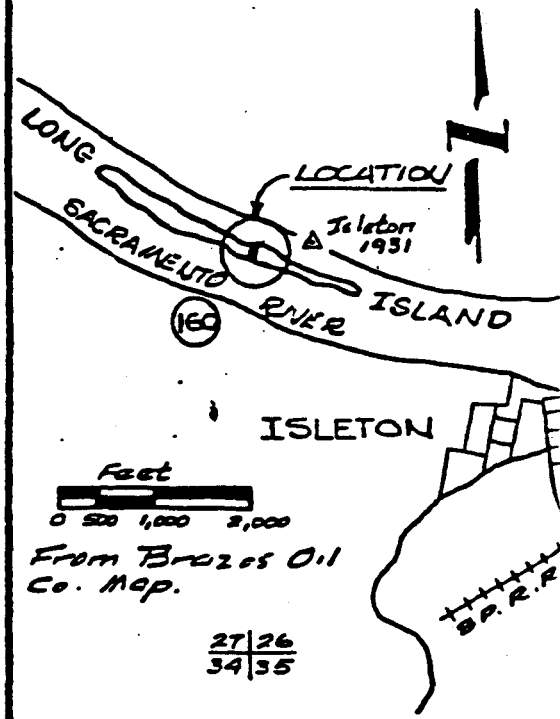 LONG
LOCATION
Isleton
1931
SACRAMENTO
RIVER
ISLAND
160
ISLETON
Feet
0 500 1,000 2,000
From Brazos Oil
Co. Map.
S.P. R.R
27 26
34 35
N